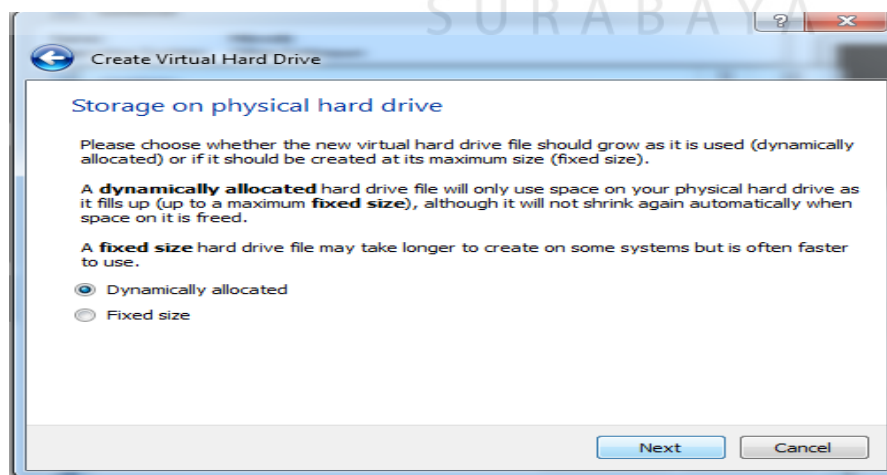 SURABAYA
Create Virtual Hard Drive
Storage on physical hard drive
Please choose whether the new virtual hard drive file should grow as it is used (dynamically
allocated) or if it should be created at its maximum size (fixed size).
A dynamically allocated hard drive file will only use space on your physical hard drive as
it fills up (up to a maximum fixed size), although it will not shrink again automatically when
space on it is freed.
A fixed size hard drive file may take longer to create on some systems but is often faster
to use.
Dynamically allocated
Fixed size
Next Cancel